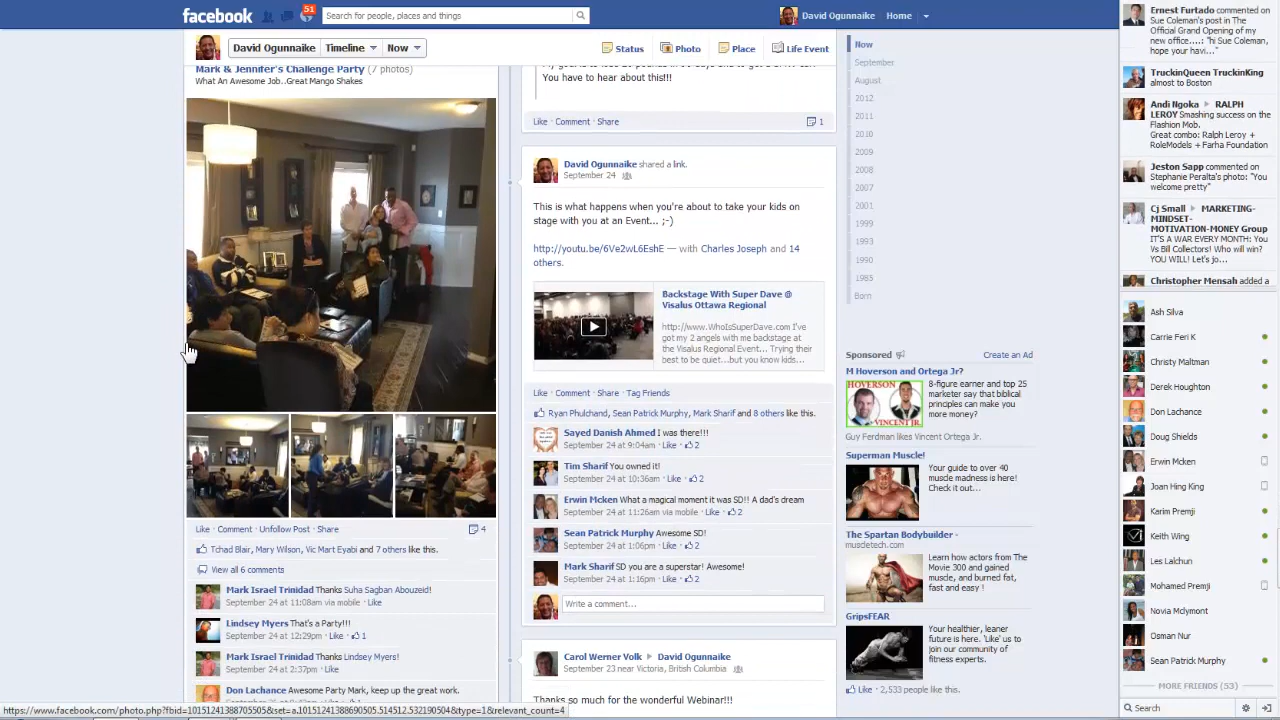 facebook
51
Search for people, places and things
David Ogunnaike
Home
David Ogunnaike
Timeline
Now
Status
Photo
Place
Life Event
Mark & Jennifer's Challenge Party (7 photos)
What An Awesome Job..Great Mango Shakes
Like · Comment · Unfollow Post · Share
4
Tchad Blair, Mary Wilson, Vic Mort Eyabi and 7 others like this.
View all 6 comments
Mark Israel Trinidad Thanks Suha Sagban Abouzeid!
September 24 at 11:08am via mobile · Like
Lindsey Myers That's a Party!!!
September 24 at 12:29pm · Like · 1
Mark Israel Trinidad Thanks Lindsey Myers!
September 24 at 2:37pm · Like
Don Lachance Awesome Party Mark, keep up the great work.
https://www.facebook.com/photo.php?fbid=10151241388705505&set=a.10151241388690505.514512.532190504&type=1&relevant_count=4
You have to hear about this!!!
Like · Comment · Share
1
David Ogunnaike shared a link.
September 24
This is what happens when you're about to take your kids on
stage with you at an Event... ;-)
http://youtu.be/6Ve2wL6EshE — with Charles Joseph and 14
others.
Backstage With Super Dave @
Visalus Ottawa Regional
http://www.WhoIsSuperDave.com I've
got my 2 angels with me backstage at
the Visalus Regional Event... Trying their
best to be quiet...but you know kids...
Like · Comment · Share · Tag Friends
Ryan Phulchand, Sean Patrick Murphy, Mark Sharif and 8 others like this.
Sayed Danish Ahmed I was there!!!
September 24 at 9:04am · Like · 2
Tim Sharif You owned it!
September 24 at 10:36am · Like · 2
Erwin Mcken What a magical moment it was SD!! A dad's dream
September 24 at 11:26am via mobile · Like · 2
Sean Patrick Murphy Awesome SD!
September 24 at 1:06pm · Like · 2
Mark Sharif SD you are a superstar! Awesome!
September 24 at 1:16pm · Like · 2
Write a comment...
Carol Werner Volk David Ogunnaike
September 23 near Victoria, British Columbia
Thanks so much for the wonderful Webinar!!!
Now
September
August
2012
2011
2010
2009
2008
2007
2001
1999
1993
1990
1985
Born
Sponsored
Create an Ad
M Hoverson and Ortega Jr?
HOVERSON
VINCENT JR.
8-figure earner and top 25
marketer say that biblical
principles can make you
more money?
Guy Ferdman likes Vincent Ortega Jr.
Superman Muscle!
Your guide to over 40
muscle madness is here!
Check it out...
The Spartan Bodybuilder -
muscletech.com
Learn how actors from The
Movie 300 and gained
muscle, and burned fat,
fast and easy !
GripsFEAR
Your healthier, leaner
future is here. 'Like' us to
join our community of
fitness experts.
Like · 2,533 people like this.
Ernest Furtado commented on
Sue Coleman's post in The
Official Grand Opening of my
new office.....: "hi Sue Coleman,
hope your havi..."
TruckinQueen TruckinKing
almost to Boston
Andi Ngoka RALPH
LEROY Smashing success on the
Flashion Mob.
Great combo: Ralph Leroy +
RoleModels + Farha Foundation
Jeston Sapp commented on
Stephanie Peralta's photo: "You
welcome pretty"
Cj Small MARKETING-
MINDSET-
MOTIVATION-MONEY Group
IT'S A WAR EVERY MONTH: You
Vs Bill Collectors! Who will win?
YOU WILL! Let's jo...
Christopher Mensah added a
Ash Silva
Carrie Feri K
Christy Maltman
Derek Houghton
Don Lachance
Doug Shields
Erwin Mcken
Joan Hing King
Karim Premji
Keith Wing
Les Lalchun
Mohamed Premji
Novia Mclymont
Osman Nur
Sean Patrick Murphy
MORE FRIENDS (53)
Search